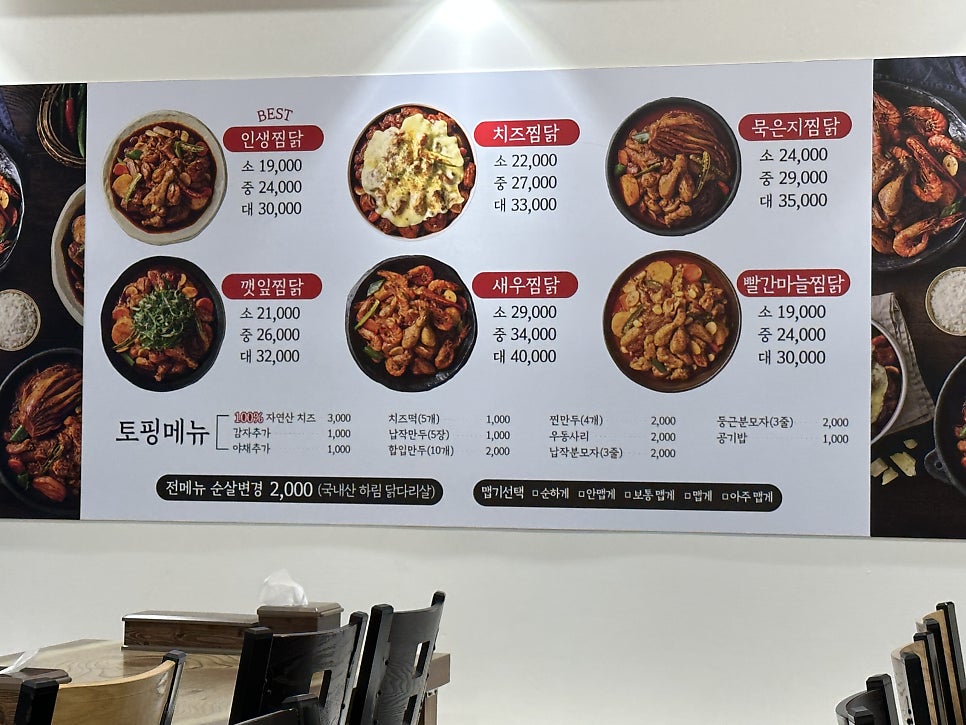 BEST
인생찜닭
소 19,000
중 24,000
대 30,000
치즈찜닭
소 22,000
중 27,000
대 33,000
묵은지찜닭
소 24,000
중 29,000
대 35,000
깻잎찜닭
소 21,000
중 26,000
대 32,000
새우찜닭
소 29,000
중 34,000
대 40,000
빨간마늘찜닭
소 19,000
중 24,000
대 30,000
토핑메뉴
100% 자연산 치즈 3,000
감자추가 1,000
야채추가 1,000
치즈떡(5개) 1,000
납작만두(5장) 1,000
한입만두(10개) 2,000
찐만두(4개) 2,000
우동사리 2,000
납작분모자(3줄) 2,000
둥근분모자(3줄) 2,000
공기밥 1,000
전메뉴 순살변경 2,000 (국내산 하림 닭다리살)
맵기선택 □순하게 □안맵게 □보통 맵게 □맵게 □아주 맵게